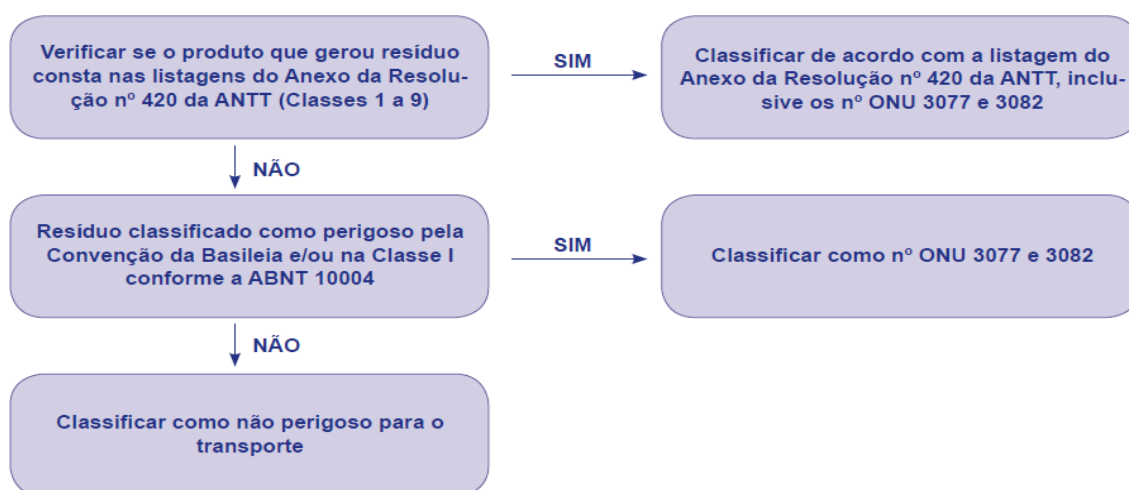 Verificar se o produto que gerou resíduo
consta nas listagens do Anexo da Resolu-
ção nº 420 da ANTT (Classes 1 a 9)
SIM
Classificar de acordo com a listagem do
Anexo da Resolução nº 420 da ANTT, inclu-
sive os nº ONU 3077 e 3082
NÃO
Resíduo classificado como perigoso pela
Convenção da Basileia e/ou na Classe I
conforme a ABNT 10004
SIM
Classificar como nº ONU 3077 e 3082
NÃO
Classificar como não perigoso para o
transporte